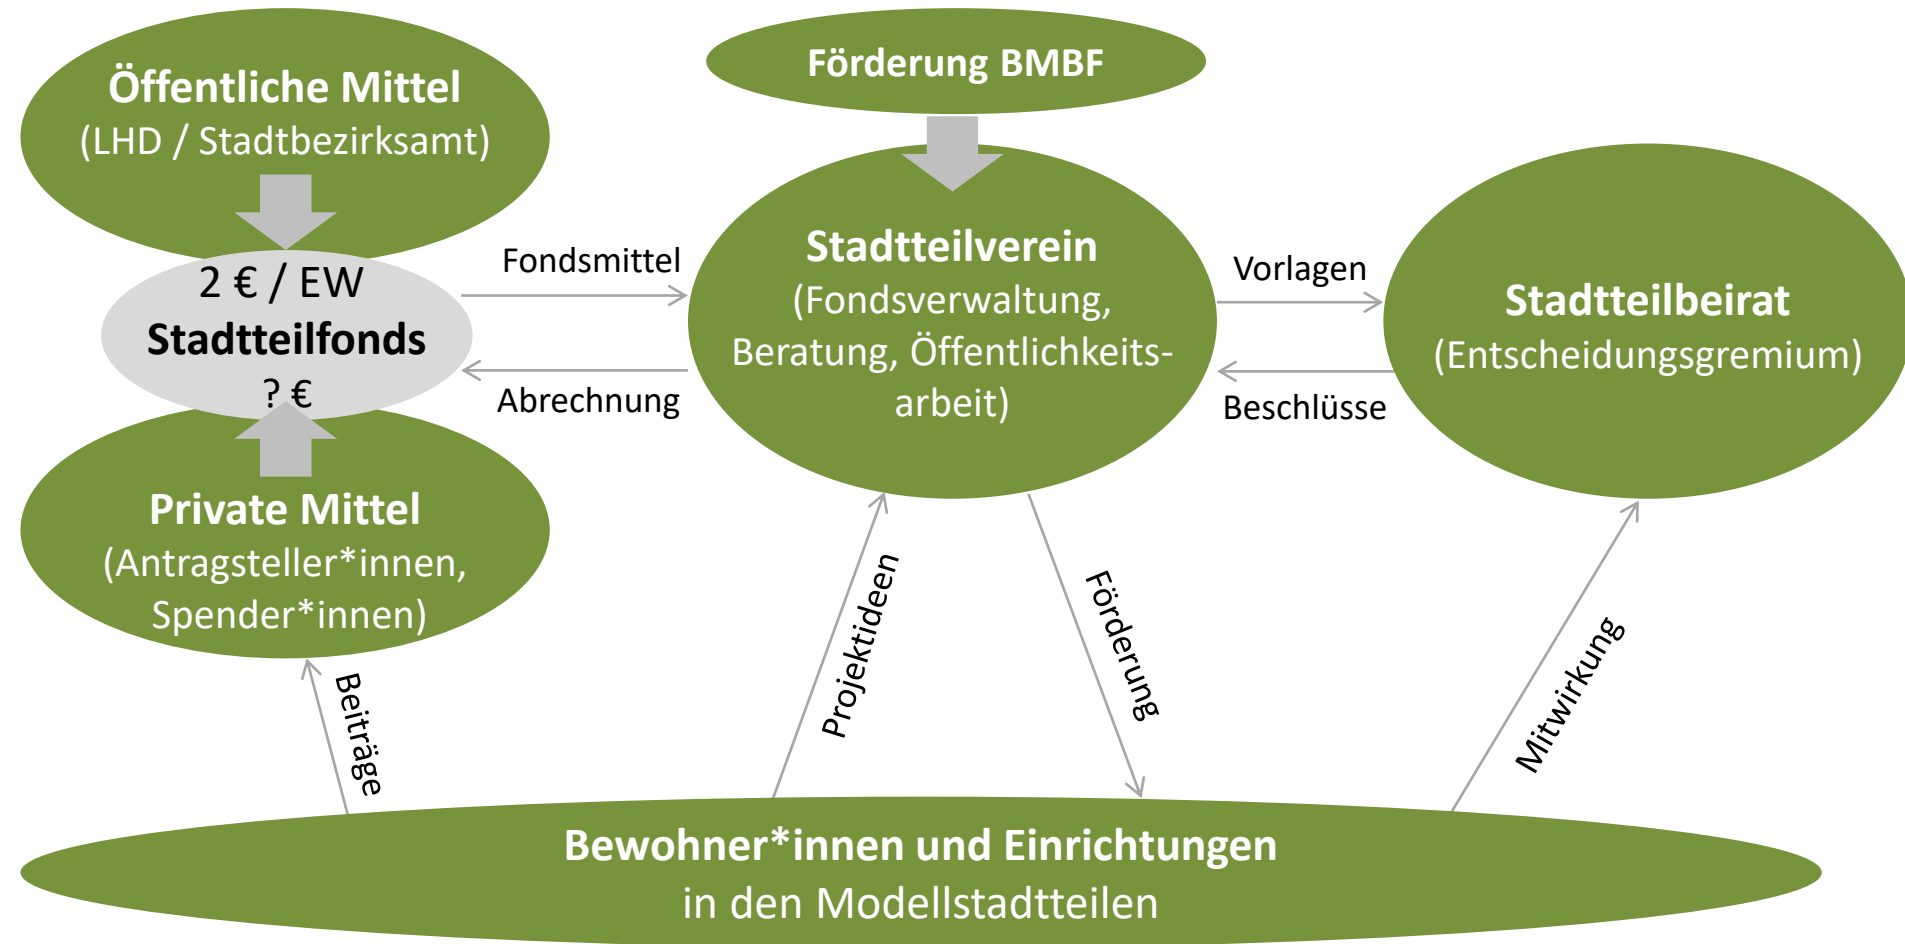 Öffentliche Mittel
(LHD / Stadtbezirksamt)
Förderung BMBF
2 € / EW
Stadtteilfonds
? €
Fondsmittel
Abrechnung
Stadtteilverein
(Fondsverwaltung,
Beratung, Öffentlichkeits-
arbeit)
Vorlagen
Beschlüsse
Stadtteilbeirat
(Entscheidungsgremium)
Private Mittel
(Antragsteller*innen,
Spender*innen)
Beiträge
Projektideen
Förderung
Mitwirkung
Bewohner*innen und Einrichtungen
in den Modellstadtteilen